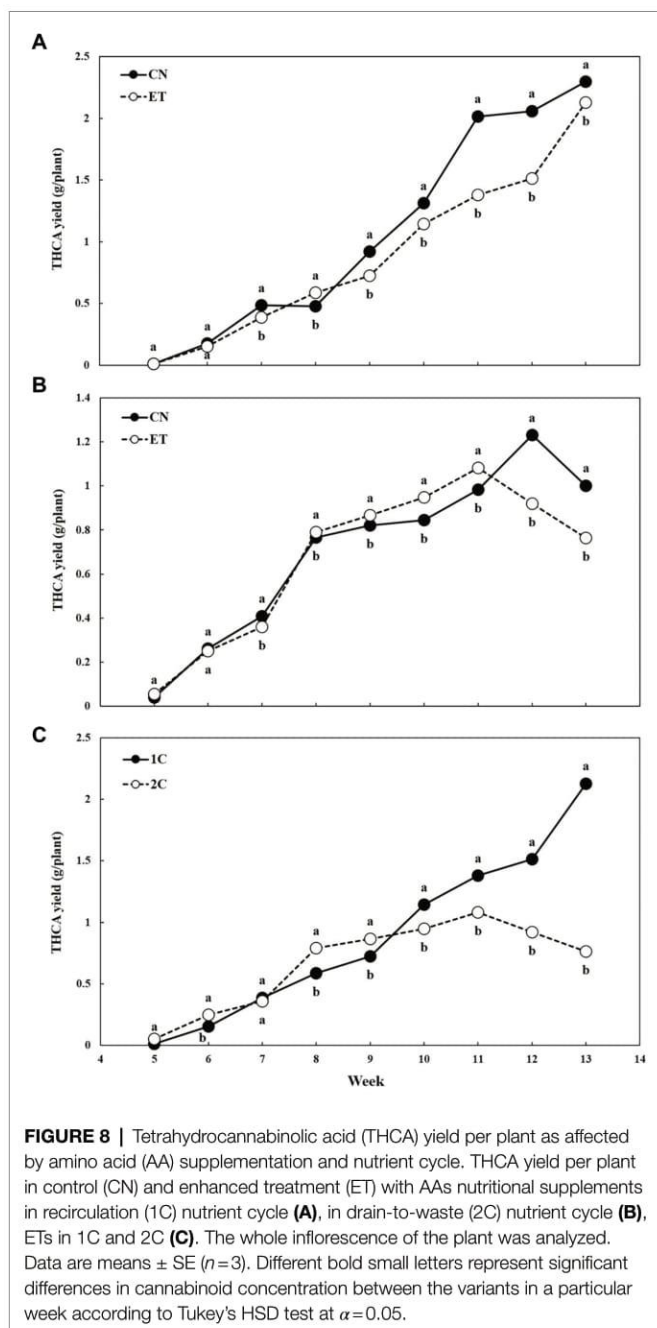 A
CN
ET
THCA yield (g/plant)
2.5
2
1.5
1
0.5
0
a a a a a a a a a
a b b b b b b b
B
CN
ET
THCA yield (g/plant)
1.4
1.2
1
0.8
0.6
0.4
0.2
0
a a a a a a a a a
a b b b b b b b
C
1C
2C
THCA yield (g/plant)
2.5
2
1.5
1
0.5
0
a a a a a a a a a
b a b b b b b b
4 5 6 7 8 9 10 11 12 13 14
Week
FIGURE 8 | Tetrahydrocannabinolic acid (THCA) yield per plant as affected
by amino acid (AA) supplementation and nutrient cycle. THCA yield per plant
in control (CN) and enhanced treatment (ET) with AAs nutritional supplements
in recirculation (1C) nutrient cycle (A), in drain-to-waste (2C) nutrient cycle (B),
ETs in 1C and 2C (C). The whole inflorescence of the plant was analyzed.
Data are means ± SE (n=3). Different bold small letters represent significant
differences in cannabinoid concentration between the variants in a particular
week according to Tukey's HSD test at α=0.05.